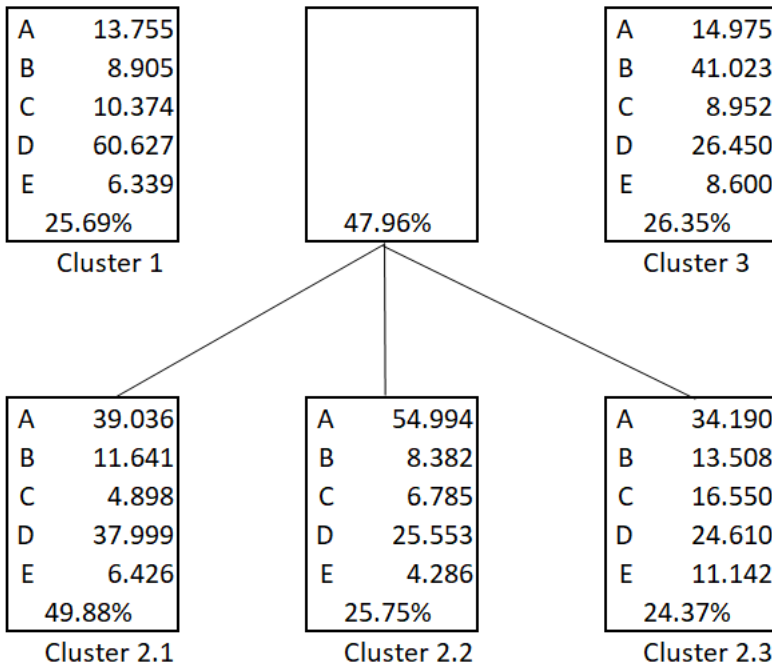 A 13.755
B 8.905
C 10.374
D 60.627
E 6.339
25.69%
Cluster 1
47.96%
A 14.975
B 41.023
C 8.952
D 26.450
E 8.600
26.35%
Cluster 3
A 39.036
B 11.641
C 4.898
D 37.999
E 6.426
49.88%
Cluster 2.1
A 54.994
B 8.382
C 6.785
D 25.553
E 4.286
25.75%
Cluster 2.2
A 34.190
B 13.508
C 16.550
D 24.610
E 11.142
24.37%
Cluster 2.3